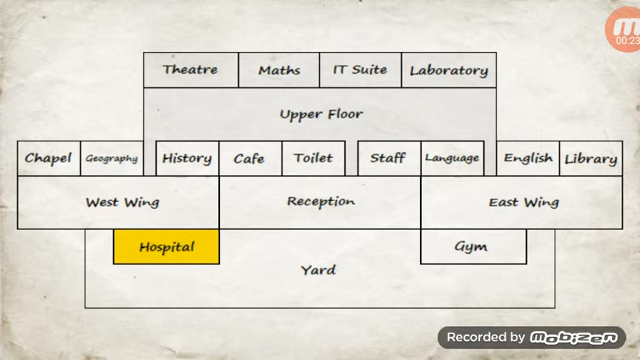 00:23
Theatre Maths IT Suite Laboratory
Upper Floor
Chapel Geography History Cafe Toilet Staff Language English Library
West Wing Reception East Wing
Hospital Gym
Yard
Recorded by mobizen